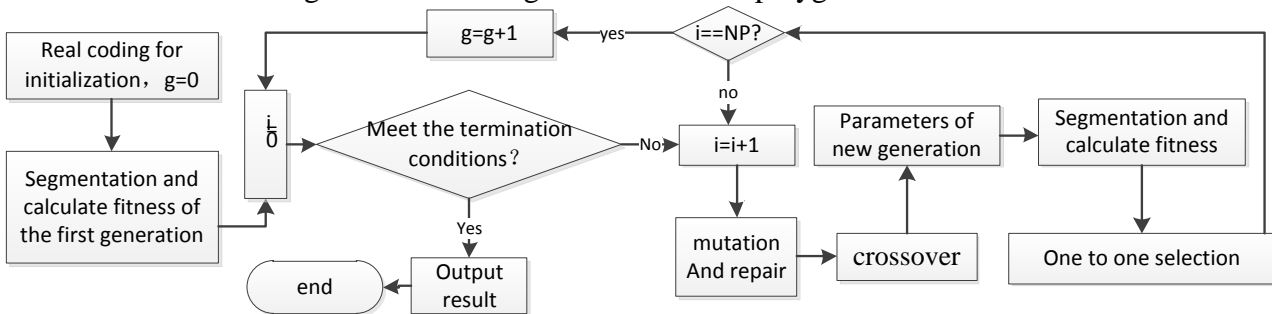 Real coding for
initialization，g=0
Segmentation and
calculate fitness of
the first generation
g=g+1
yes
i==NP?
no
Meet the termination
conditions？
No
Yes
Output
result
end
i=i+1
mutation
And repair
crossover
Parameters of
new generation
Segmentation and
calculate fitness
One to one selection